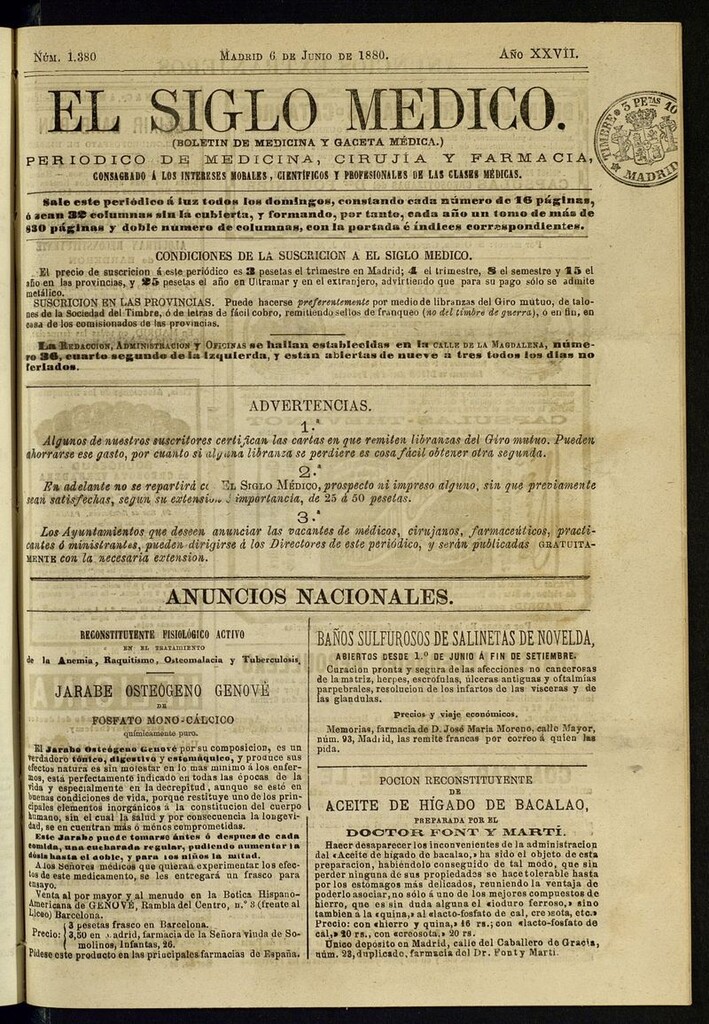 NÚM. 1.380
MADRID 6 DE JUNIO DE 1880.
AÑO XXVII.
EL SIGLO MEDICO.
(BOLETIN DE MEDICINA Y GACETA MÉDICA.)
PERIODICO DE MEDICINA, CIRUJÍA Y FARMACIA,
CONSAGRADO Á LOS INTERESES MORALES, CIENTÍFICOS Y PROFESIONALES DE LAS CLASES MÉDICAS.
TIMBRE 3 PETAS 10
MADRID
Sale este periódico á luz todos los domingos, constando cada número de 16 páginas,
ó sean 32 columnas sin la cubierta, y formando, por tanto, cada año un tomo de más de
830 páginas y doble número de columnas, con la portada é índices correspondientes.
CONDICIONES DE LA SUSCRICION A EL SIGLO MEDICO.
El precio de suscricion á este periódico es 3 pesetas el trimestre en Madrid; 4 el trimestre, 8 el semestre y 15 el
año en las provincias, y 25 pesetas el año en Ultramar y en el extranjero, advirtiendo que para su pago sólo se admite
metálico.
SUSCRICION EN LAS PROVINCIAS. Puede hacerse preferentemente por medio de libranzas del Giro mútuo, de talo-
nes de la Sociedad del Timbre, ó de letras de fácil cobro, remitiendo sellos de franqueo (no del timbre de guerra), ó en fin, en
casa de los comisionados de las provincias.
LA REDACCION, ADMINISTRACION Y OFICINAS se hallan establecidas en la CALLE DE LA MAGDALENA, núme-
ro 36, cuarto segundo de la izquierda, y están abiertas de nueve á tres todos los dias no
feriados.
ADVERTENCIAS.
1.ª
Algunos de nuestros suscritores certifican las cartas en que remiten libranzas del Giro mutuo. Pueden
ahorrarse ese gasto, por cuanto si alguna libranza se perdiere es cosa fácil obtener otra segunda.
2.ª
En adelante no se repartirá EL SIGLO MÉDICO, prospecto ni impreso alguno, sin que previamente
sean satisfechas, segun su extension é importancia, de 25 á 50 pesetas.
3.ª
Los Ayuntamientos que deseen anunciar las vacantes de médicos, cirujanos, farmaceúticos, practi-
cantes ó ministrantes, pueden dirigirse á los Directores de este periódico, y serán publicadas GRATUITA-
MENTE con la necesaria extension.
ANUNCIOS NACIONALES.
RECONSTITUYENTE FISIOLÓGICO ACTIVO
EN EL TRATAMIENTO
de la Anemia, Raquitismo, Osteomalacia y Tuberculosis.
JARABE OSTEÓGENO GENOVÉ
DE
FOSFATO MONO-CÁLCICO
químicamente puro.
El Jarabe Osteógeno Genové por su composicion, es un
verdadero tónico, digestivo y estomáquico, y produce sus
efectos naturales sin molestar en lo mas mínimo á los enfer-
mos, está perfectamente indicado en todas las épocas de la
vida y especialmente en la decrepitud, aunque se esté en
buenas condiciones de vida, porque restituye uno de los prin-
cipales elementos inorgánicos á la constitucion del cuerpo
humano, sin el cual la salud y por consecuencia la longevi-
dad, se encuentran más ó ménos comprometidas.
Este Jarabe puede tomarse ántes ó despues de cada
comida, una cucharada regular, pudiendo aumentar la
dósis hasta el doble, y para los niños la mitad.
A los Señores médicos que quieran experimentar los efec-
tos de este medicamento, se les entregará un frasco para
ensayo.
Venta al por mayor y al menudo en la Botica Hispano-
Americana de GENOVÉ, Rambla del Centro, n.º 3 (frente al
Liceo) Barcelona.
Precio: 3 pesetas frasco en Barcelona.
3,50 en Madrid, farmacia de la Señora viuda de So-
molinos, Infantas, 26.
Pídese este producto en las principales farmacias de España.
BAÑOS SULFUROSOS DE SALINETAS DE NOVELDA,
ABIERTOS DESDE 1.º DE JUNIO Á FIN DE SETIEMBRE.
Curacion pronta y segura de las afecciones no cancerosas
de la matriz, herpes, escrófulas, úlceras antiguas y oftalmias
parpebrales, resolucion de los infartos de las vísceras y de
las glándulas.
Precios y viaje económicos.
Memorias, farmacia de D. José María Moreno, calle Mayor,
núm. 93, Madrid, las remite francas por correo á quien las
pida.
POCION RECONSTITUYENTE
DE
ACEITE DE HÍGADO DE BACALAO,
PREPARADA POR EL
DOCTOR FONT Y MARTÍ.
Hacer desaparecer los inconvenientes de la administracion
del «Aceite de hígado de bacalao,» ha sido el objeto de esta
preparacion, habiéndolo conseguido de tal modo, que sin
perder ninguna de sus propiedades se hace tolerable hasta
por los estómagos más delicados, reuniendo la ventaja de
poderlo asociar, no sólo á uno de los mejores compuestos de
hierro, que es sin duda alguna el «ioduro ferroso,» sino
tambien á la «quina,» al «lacto-fosfato de cal, creosota, etc.»
Precio: con «hierro y quina,» 16 rs.; con «lacto-fosfato de
cal,» 20 rs., con «creosota,» 20 rs.
Unico depósito en Madrid, calle del Caballero de Gracia,
núm. 23, duplicado, farmacia del Dr. Font y Martí.